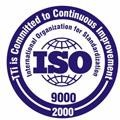 TTi is Committed to Continuous Improvement
International Organization for Standardization
ISO
9000
2000